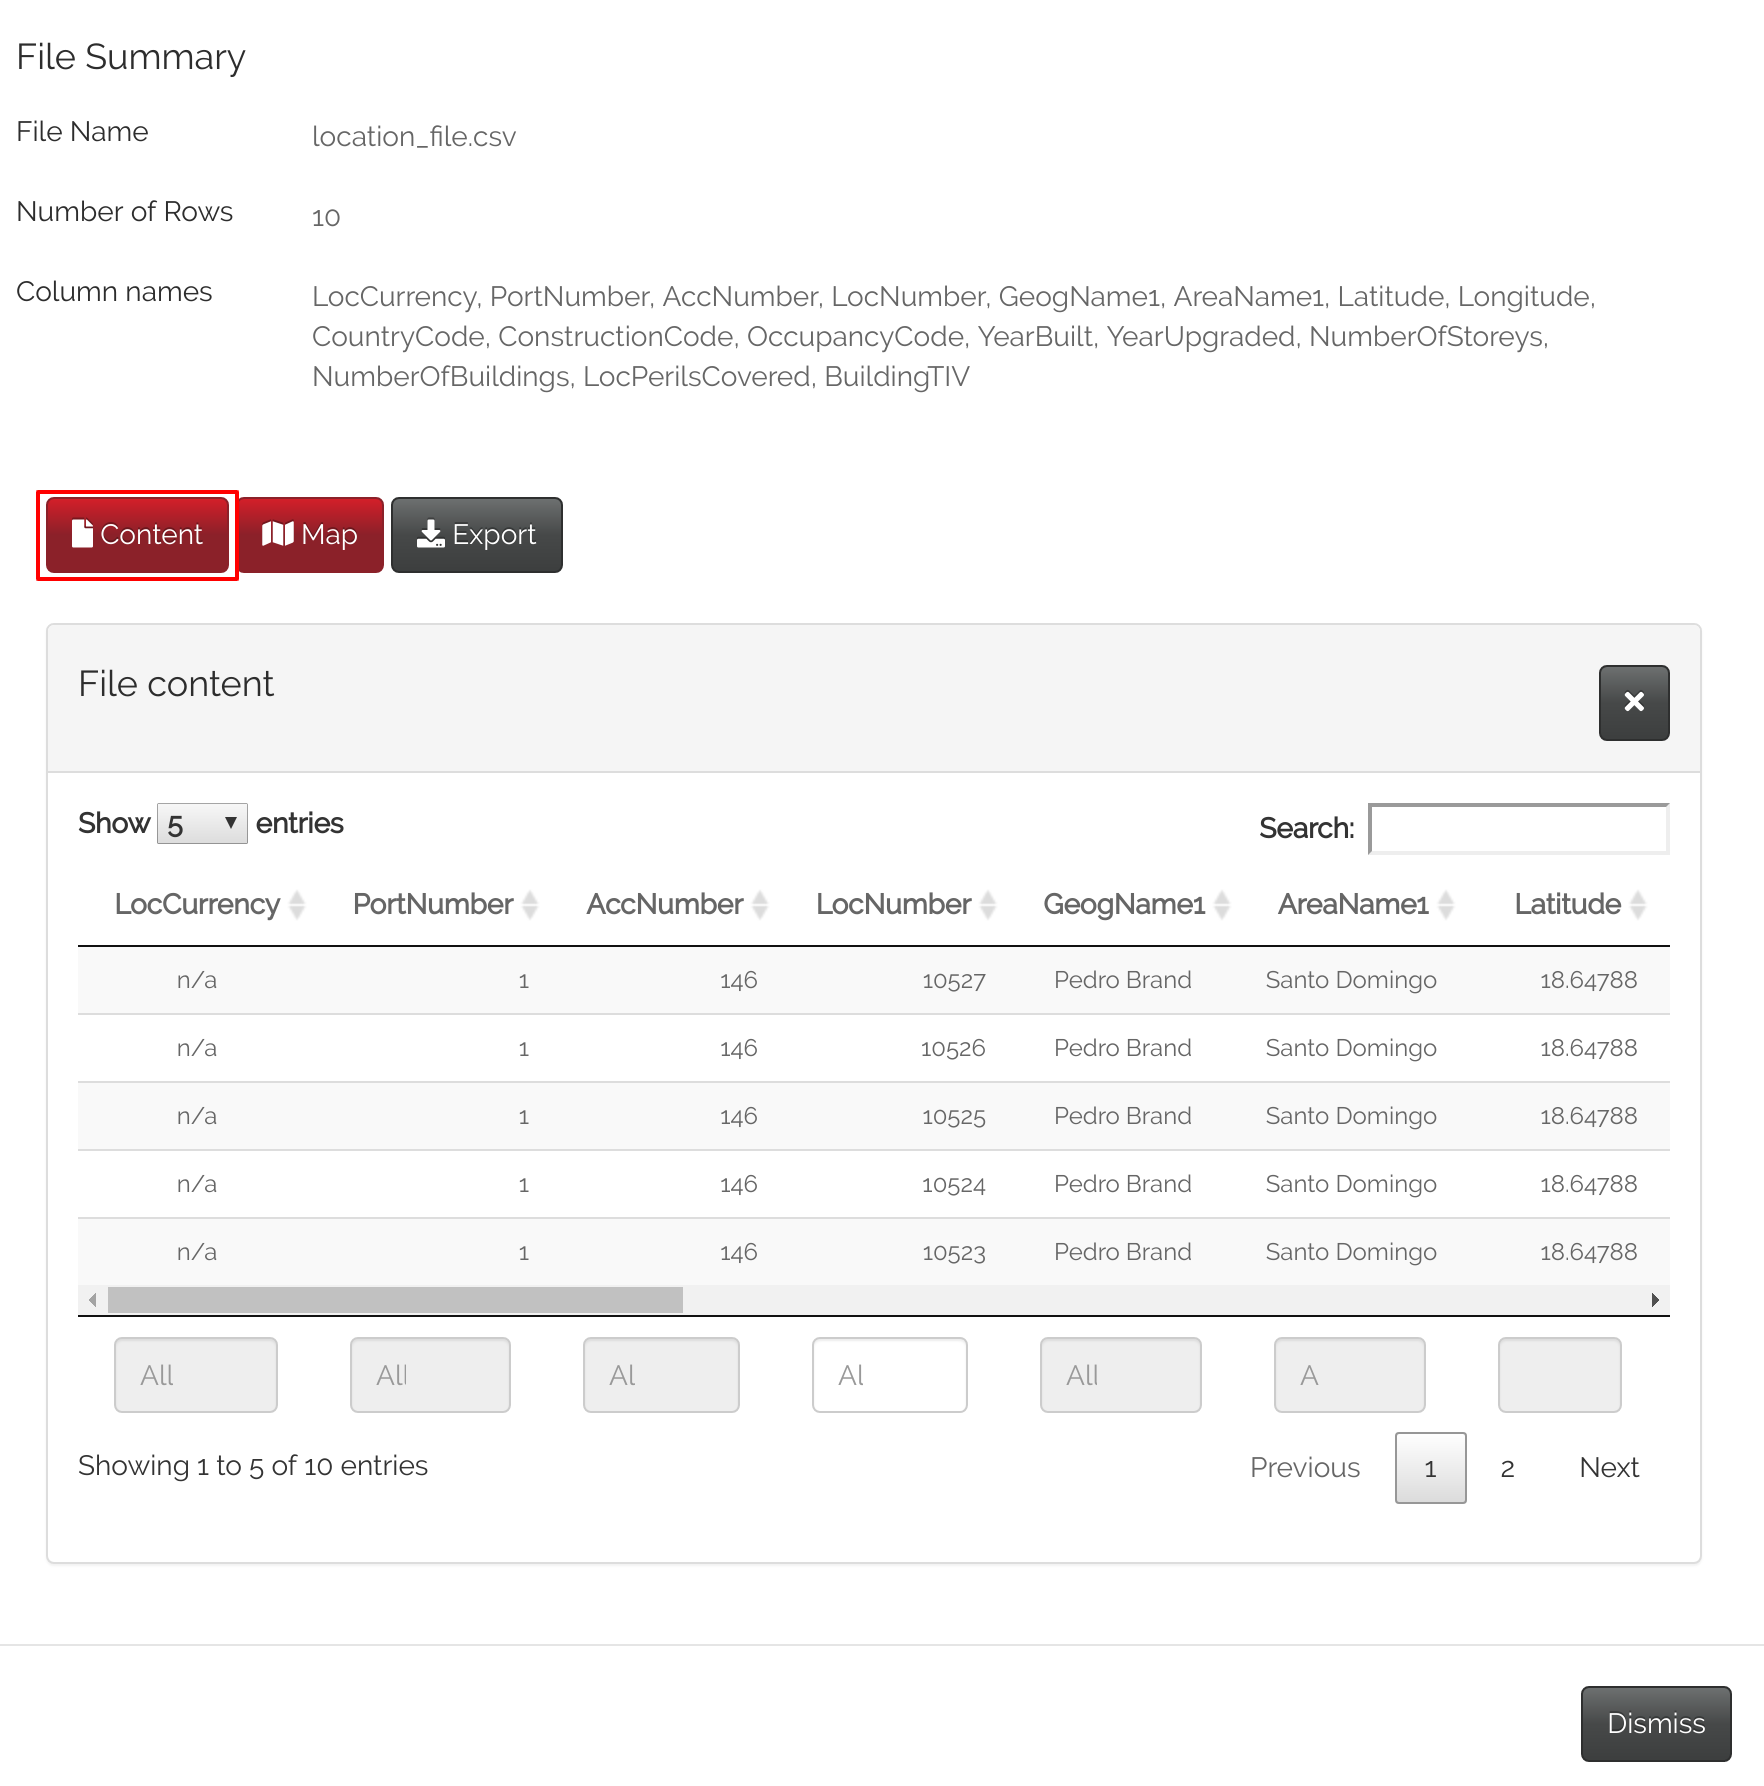 File Summary
File Name location_file.csv
Number of Rows 10
Column names LocCurrency, PortNumber, AccNumber, LocNumber, GeogName1, AreaName1, Latitude, Longitude,
CountryCode, ConstructionCode, OccupancyCode, YearBuilt, YearUpgraded, NumberOfStoreys,
NumberOfBuildings, LocPerilsCovered, BuildingTIV
Content Map Export
File content
Show 5 entries Search:
LocCurrency PortNumber AccNumber LocNumber GeogName1 AreaName1 Latitude
n/a 1 146 10527 Pedro Brand Santo Domingo 18.64788
n/a 1 146 10526 Pedro Brand Santo Domingo 18.64788
n/a 1 146 10525 Pedro Brand Santo Domingo 18.64788
n/a 1 146 10524 Pedro Brand Santo Domingo 18.64788
n/a 1 146 10523 Pedro Brand Santo Domingo 18.64788
All All Al Al All A
Showing 1 to 5 of 10 entries Previous 1 2 Next
Dismiss